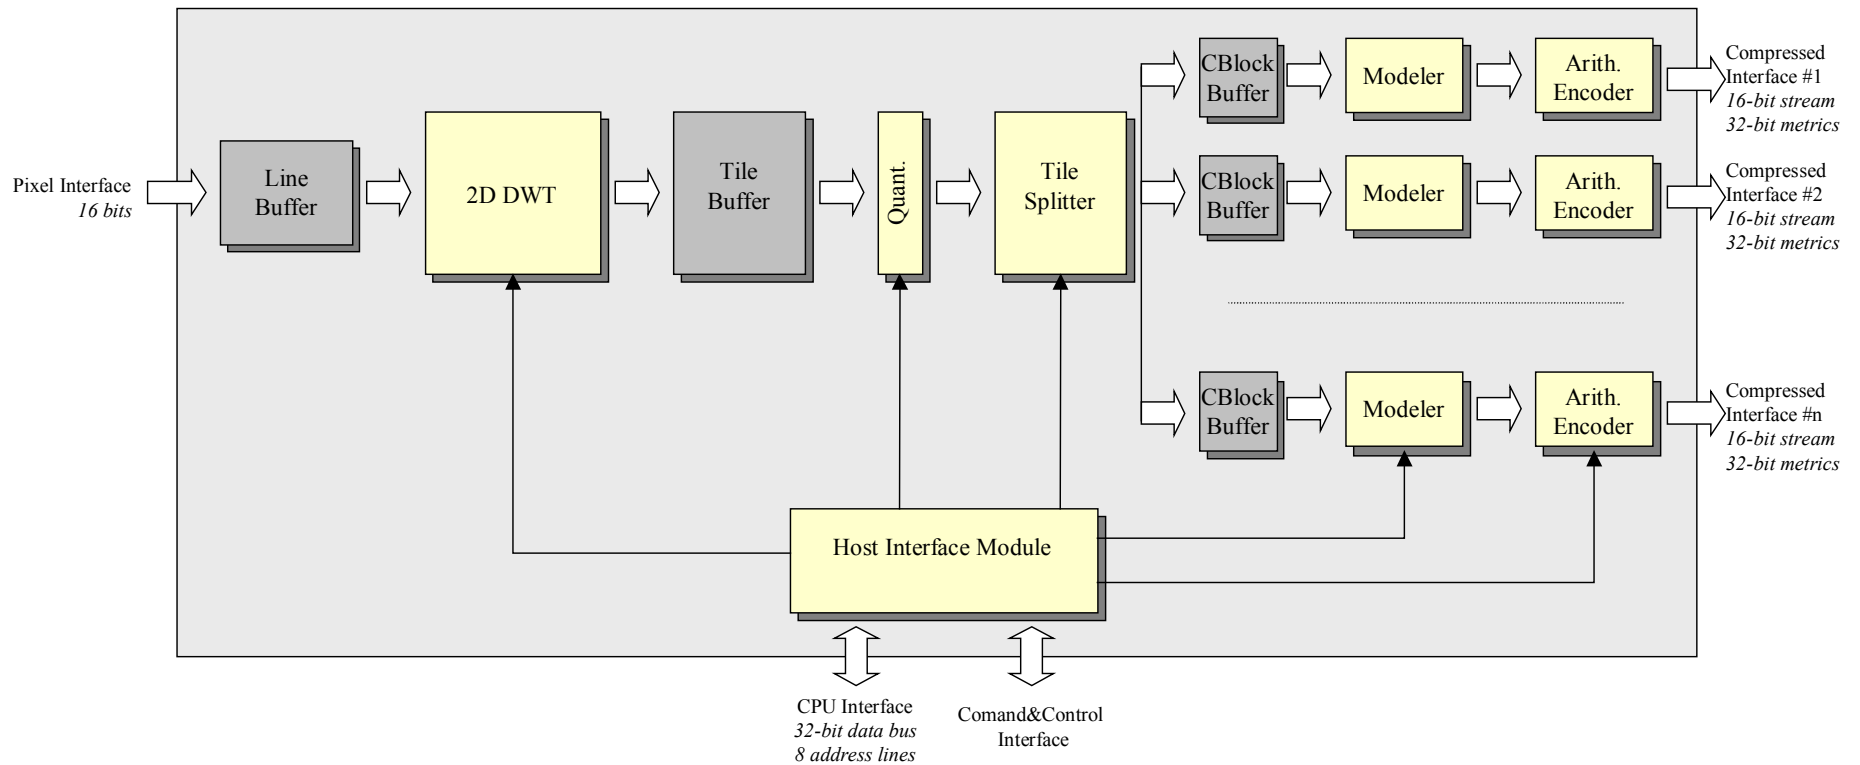 Pixel Interface
16 bits
Line
Buffer
2D DWT
Tile
Buffer
Quant.
Tile
Splitter
CBlock
Buffer
Modeler
Arith.
Encoder
Compressed
Interface #1
16-bit stream
32-bit metrics
CBlock
Buffer
Modeler
Arith.
Encoder
Compressed
Interface #2
16-bit stream
32-bit metrics
CBlock
Buffer
Modeler
Arith.
Encoder
Compressed
Interface #n
16-bit stream
32-bit metrics
Host Interface Module
CPU Interface
32-bit data bus
8 address lines
Comand&Control
Interface